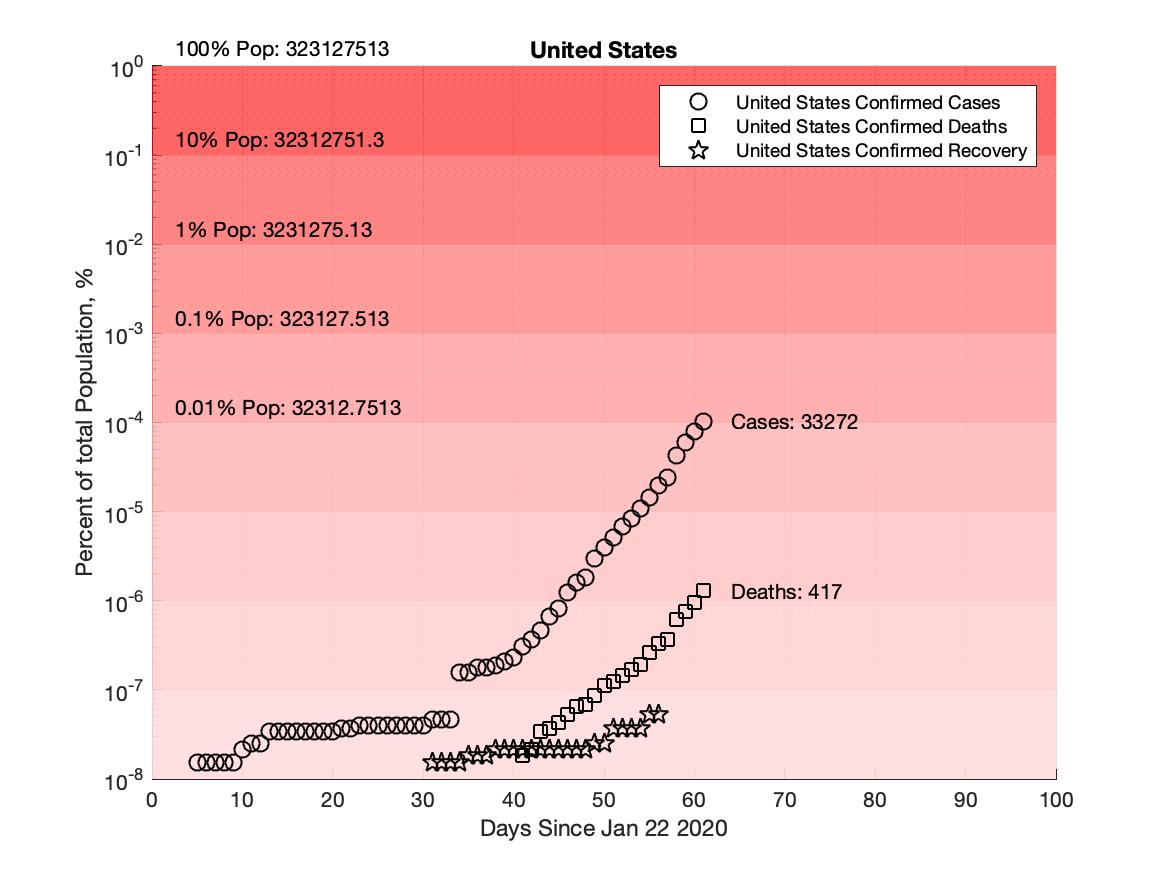 100% Pop: 323127513
United States
10^0
United States Confirmed Cases
United States Confirmed Deaths
United States Confirmed Recovery
10% Pop: 32312751.3
10^-1
1% Pop: 3231275.13
10^-2
0.1% Pop: 323127.513
10^-3
0.01% Pop: 32312.7513
10^-4
Cases: 33272
10^-5
10^-6
Deaths: 417
10^-7
10^-8
Percent of total Population, %
0 10 20 30 40 50 60 70 80 90 100
Days Since Jan 22 2020